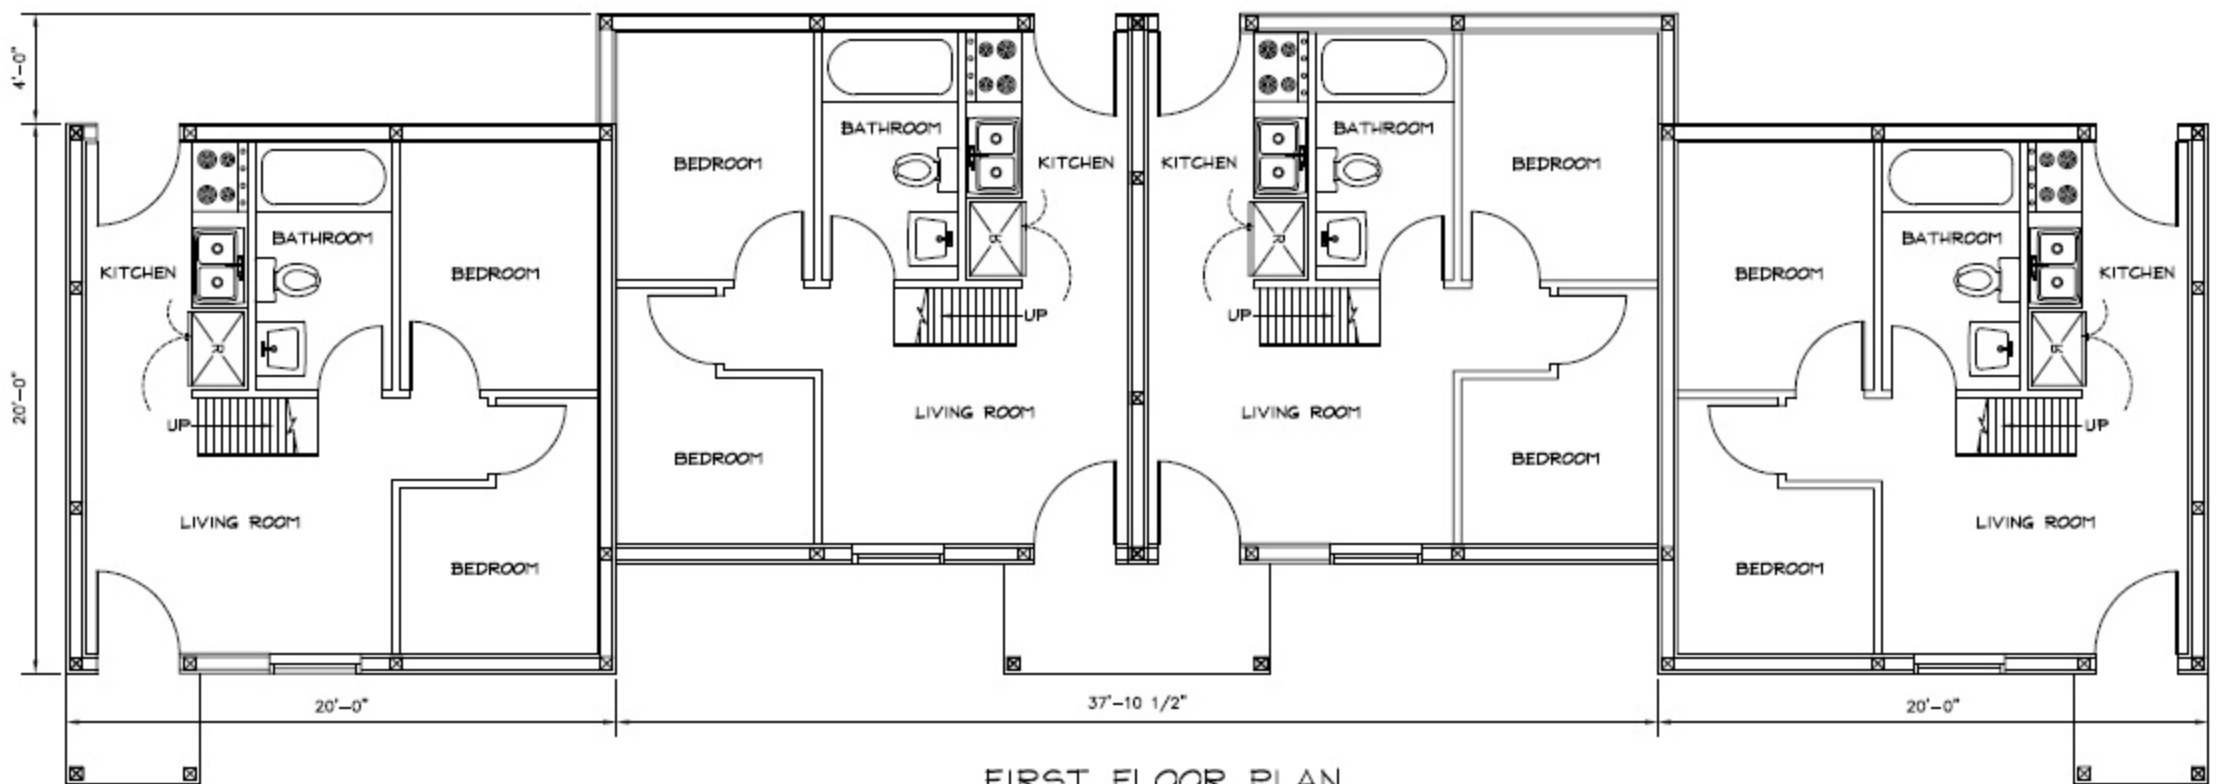 4'-0"
BATHROOM
BATHROOM
BEDROOM
KITCHEN
KITCHEN
BEDROOM
BATHROOM
BATHROOM
KITCHEN
BEDROOM
R
R
BEDROOM
KITCHEN
UP
UP
R
R
20'-0"
UP
LIVING ROOM
LIVING ROOM
UP
BEDROOM
BEDROOM
LIVING ROOM
LIVING ROOM
BEDROOM
BEDROOM
20'-0"
37'-10 1/2"
20'-0"
FIRST FLOOR PLAN